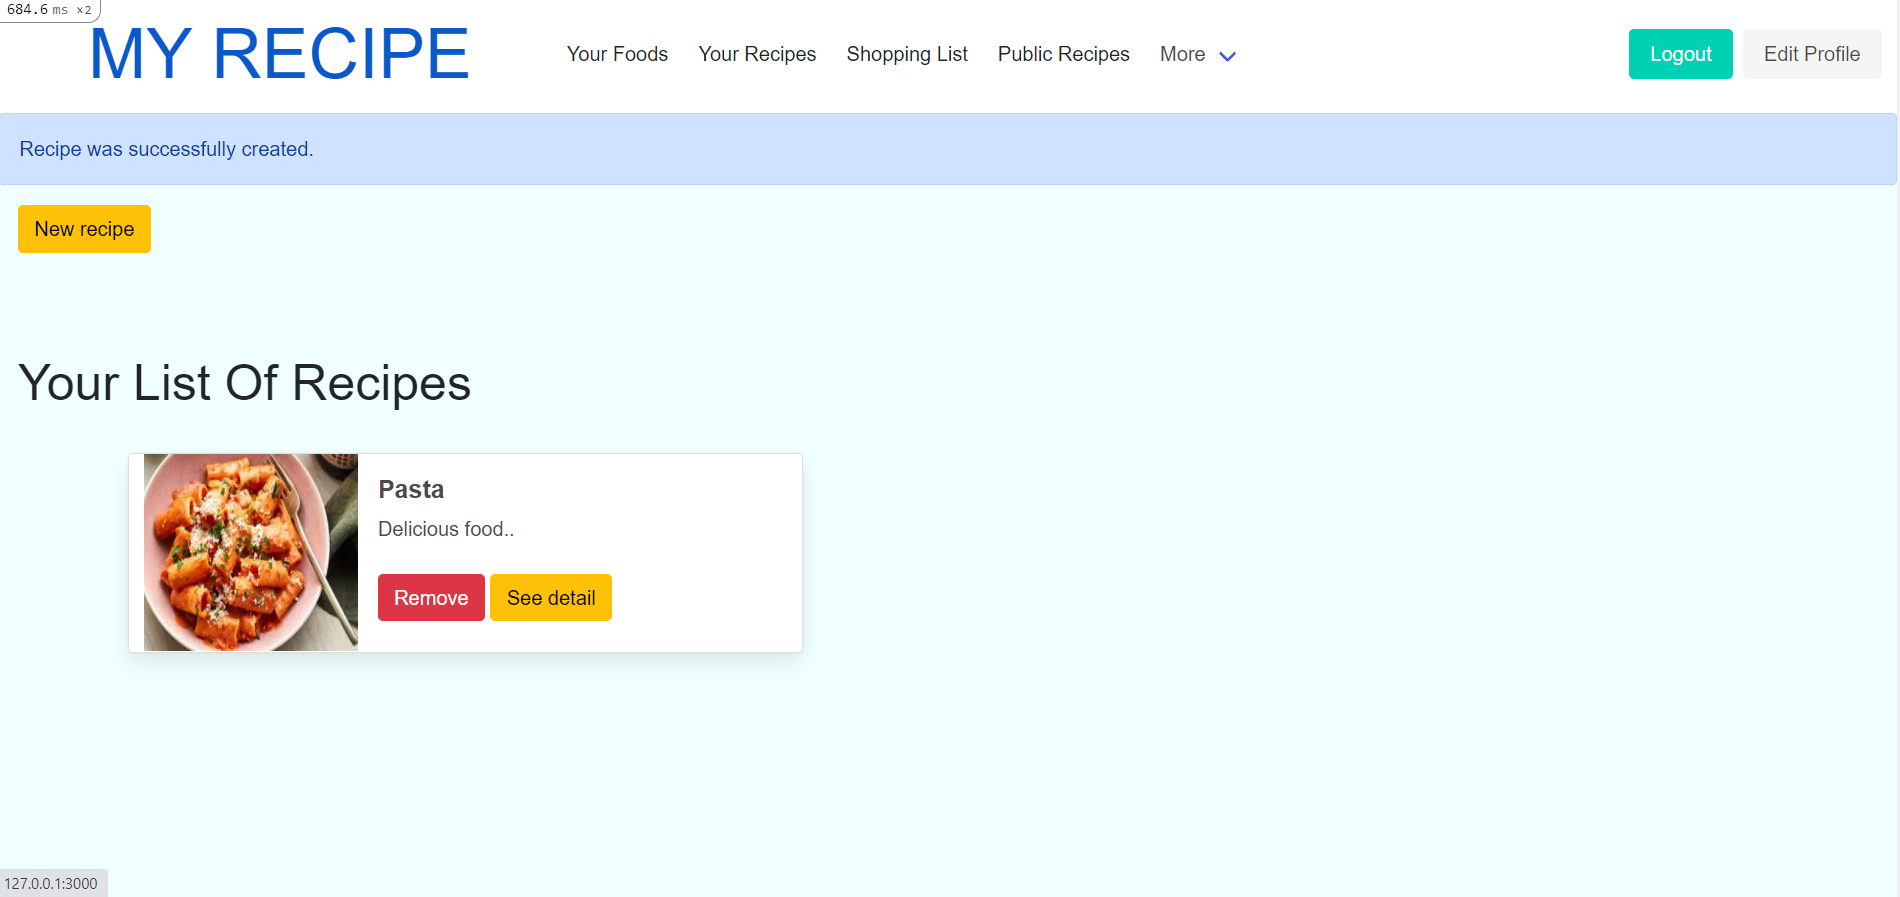 684.6 ms ×2
MY RECIPE
Your Foods Your Recipes Shopping List Public Recipes More
Logout Edit Profile
Recipe was successfully created.
New recipe
Your List Of Recipes
Pasta
Delicious food..
Remove See detail
127.0.0.1:3000